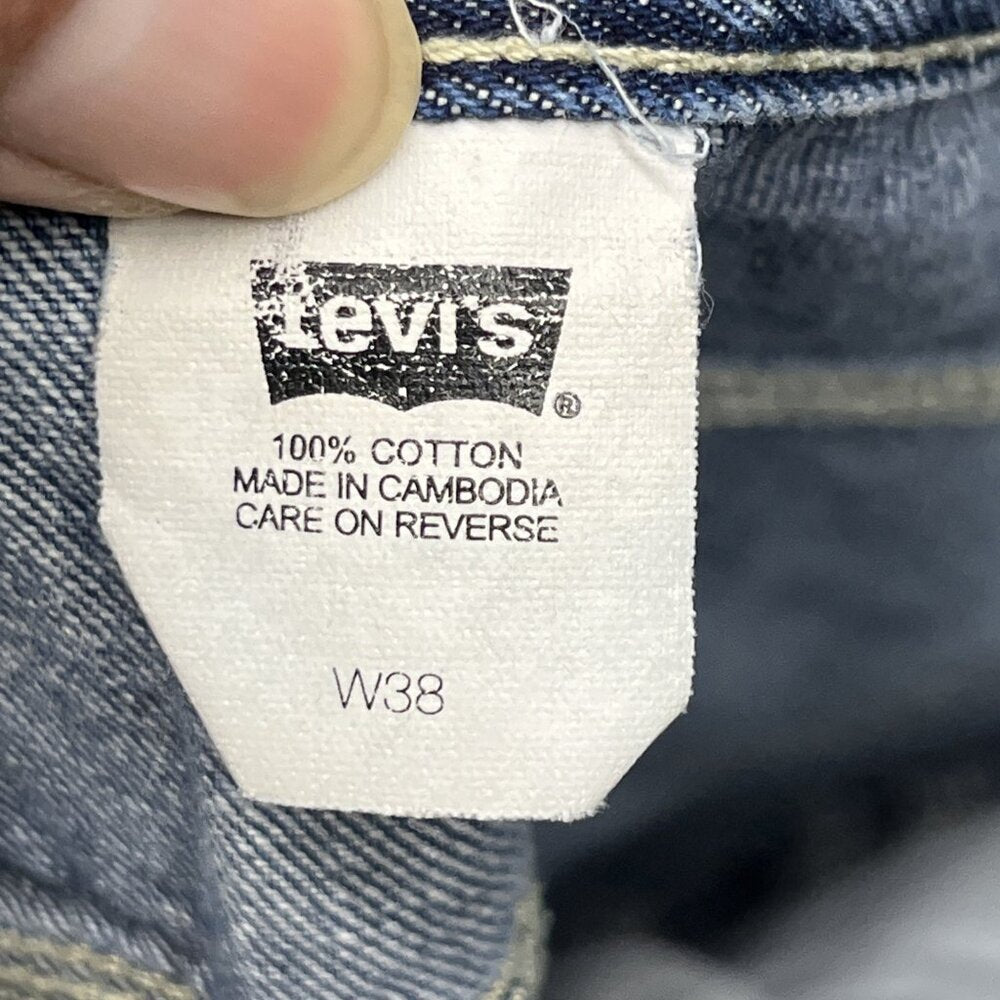 Levi's ®
100% COTTON
MADE IN CAMBODIA
CARE ON REVERSE
W38